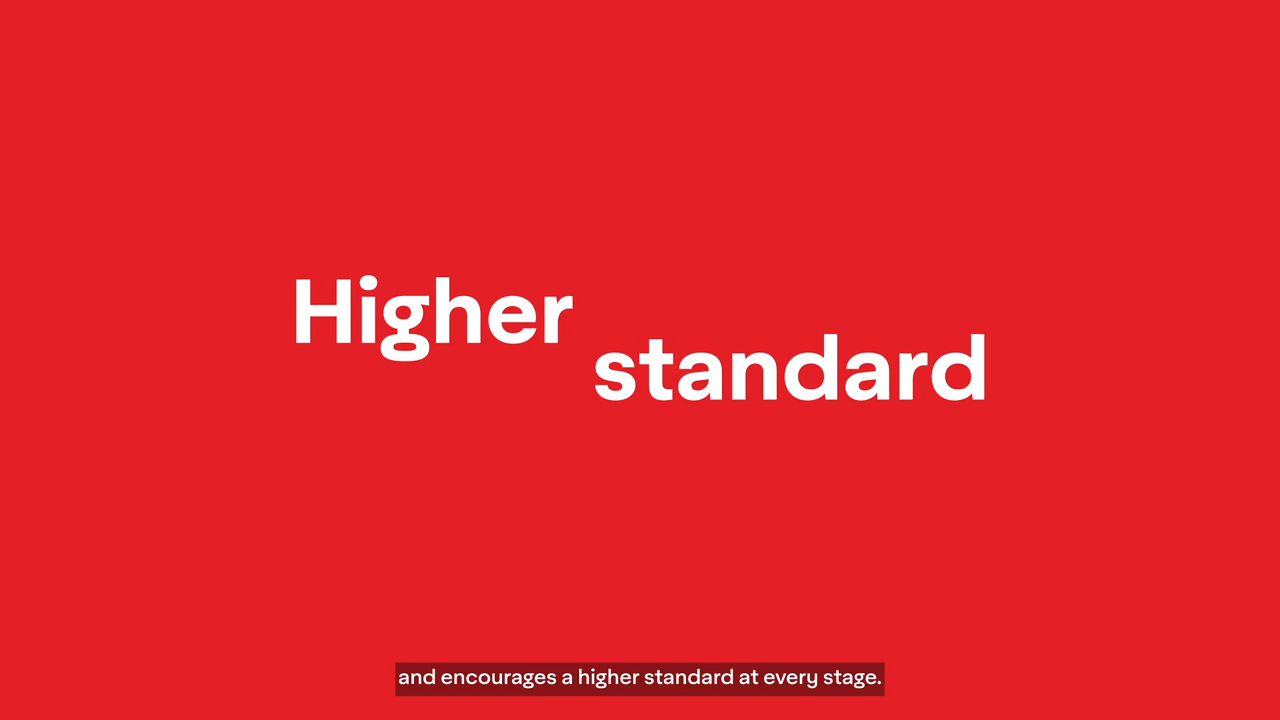 Higher
standard
and encourages a higher standard at every stage.